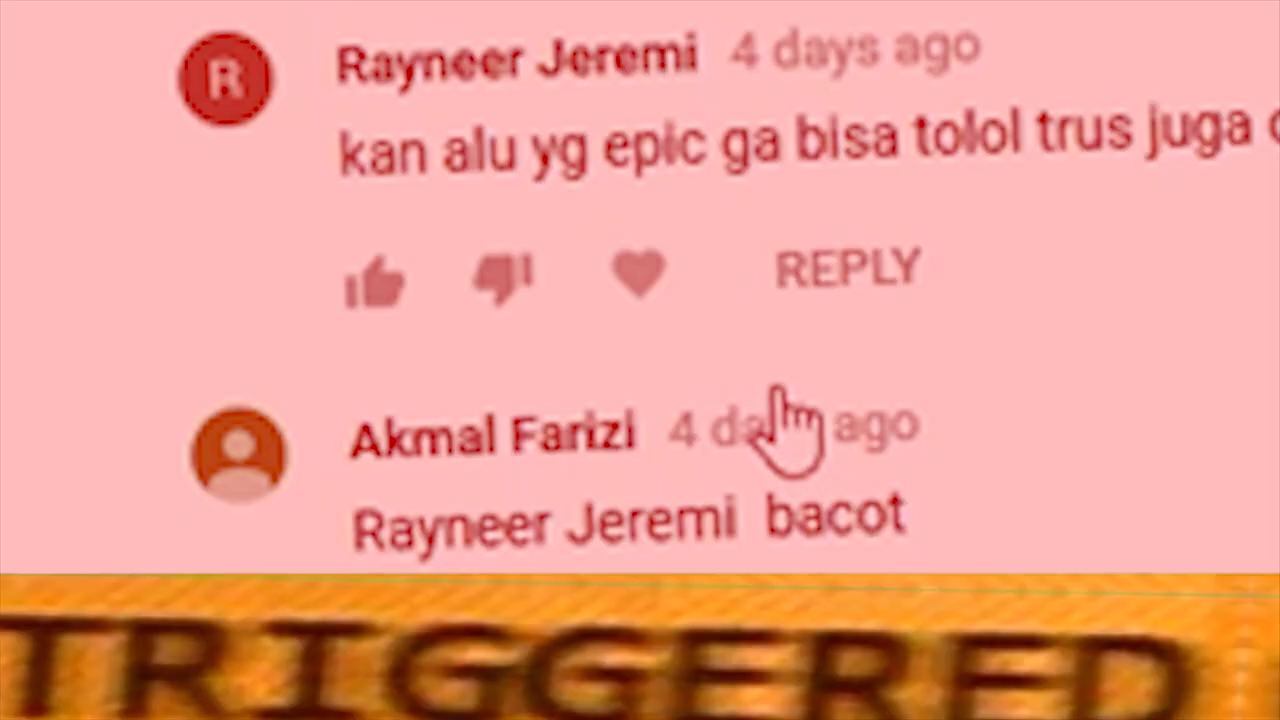 R
Rayneer Jeremi 4 days ago
kan alu yg epic ga bisa tolol trus juga
REPLY
Akmal Farizi 4 ago
Rayneer Jeremi bacot
TRIGGERED